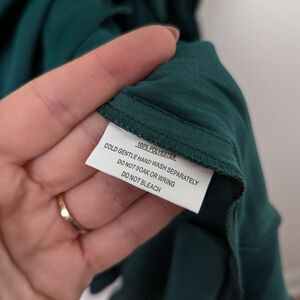 100% POLYESTER
COLD GENTLE HAND WASH SEPARATELY
DO NOT SOAK OR WRING
DO NOT BLEACH